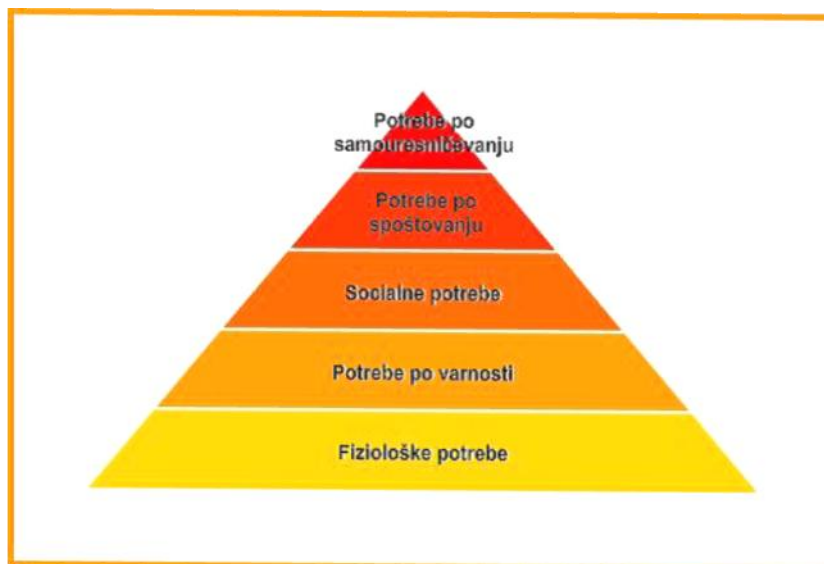 Potrebe po
samouresničevanju
Potrebe po
spoštovanju
Socialne potrebe
Potrebe po varnosti
Fiziološke potrebe